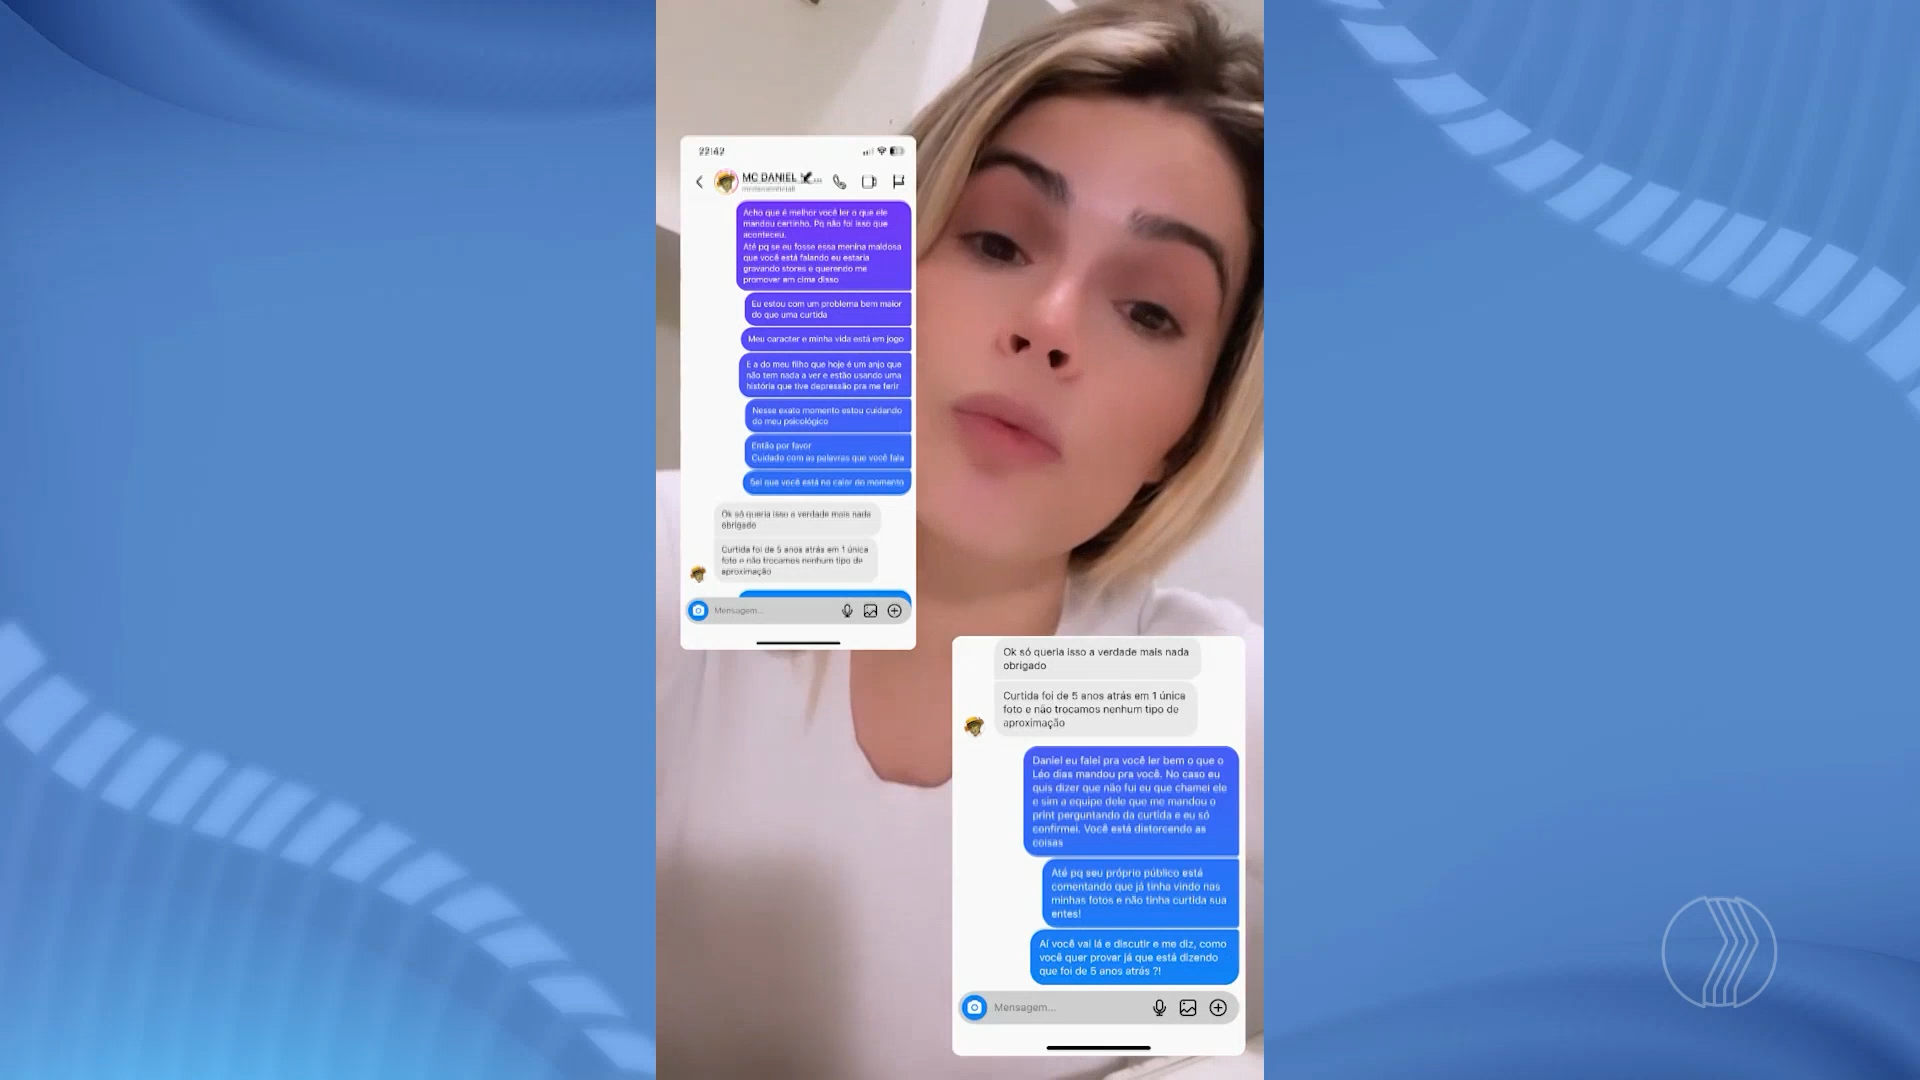 22:42
MC DANIEL
Acho que é melhor você ler o que ele
mandou certinho. Pq não foi isso que
aconteceu.
Até pq se eu fosse essa menina maldosa
que você está falando eu estaria
gravando stores e querendo me
promover em cima disso
Eu estou com um problema bem maior
do que uma curtida
Meu caracter e minha vida está em jogo
E a do meu filho que hoje é um anjo que
não tem nada a ver e estão usando uma
história que tive depressão pra me ferir
Nesse exato momento estou cuidando
do meu psicológico
Então por favor
Cuidado com as palavras que você fala
Sei que você está no calor do momento
Ok só queria isso a verdade mais nada
obrigado
Curtida foi de 5 anos atrás em 1 única
foto e não trocamos nenhum tipo de
aproximação
Mensagem...
Ok só queria isso a verdade mais nada
obrigado
Curtida foi de 5 anos atrás em 1 única
foto e não trocamos nenhum tipo de
aproximação
Daniel eu falei pra você ler bem o que o
Léo dias mandou pra você. No caso eu
quis dizer que não fui eu que chamei ele
e sim a equipe dele que me mandou o
print perguntando da curtida e eu só
confirmei. Você está distorcendo as
coisas
Até pq seu próprio público está
comentando que já tinha vindo nas
minhas fotos e não tinha curtida sua
entes!
Aí você vai lá e discutir e me diz, como
você quer provar já que está dizendo
que foi de 5 anos atrás ?!
Mensagem...